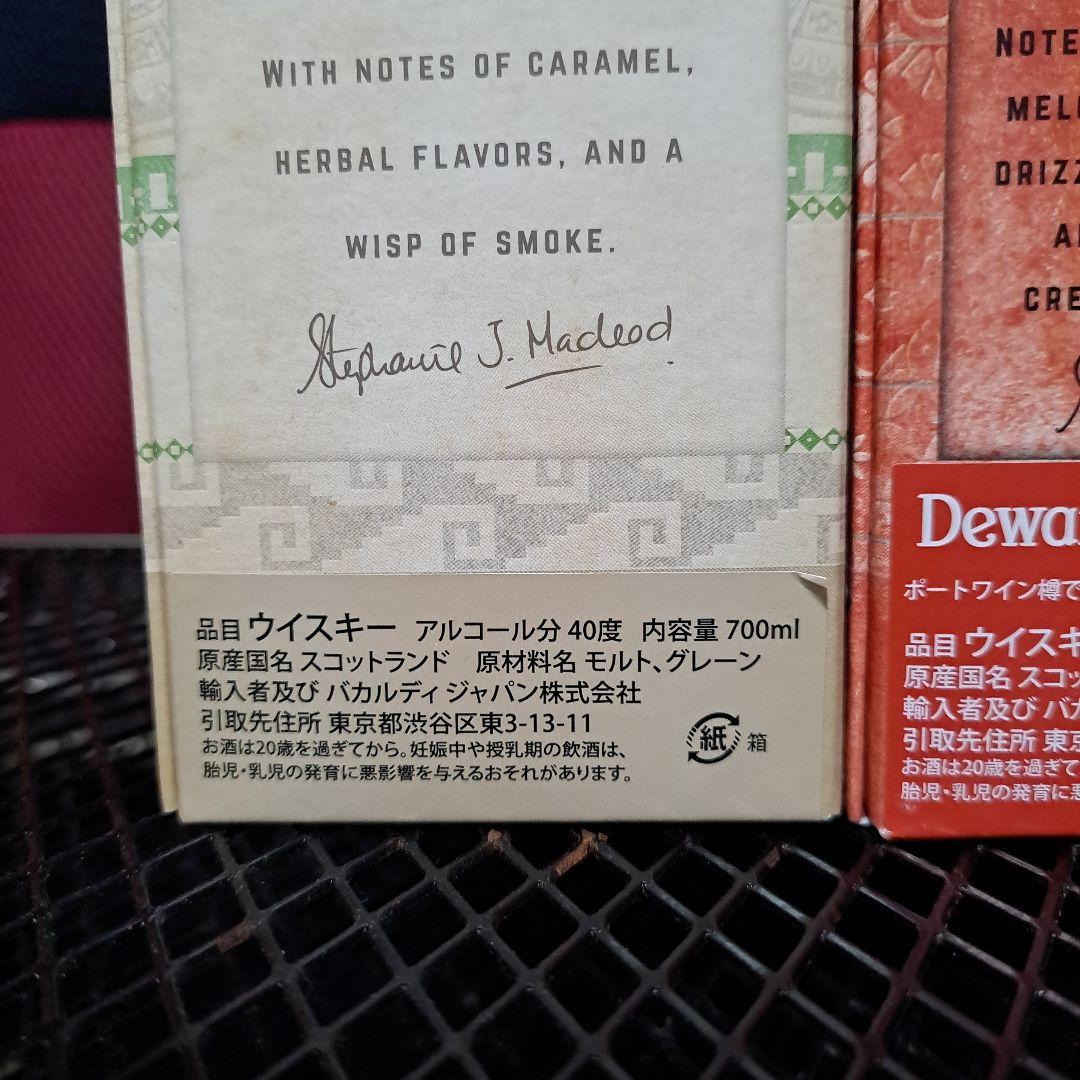 WITH NOTES OF CARAMEL,
HERBAL FLAVORS, AND A
WISP OF SMOKE.
Stephanie J. Macleod
品目 ウイスキー アルコール分 40度 内容量 700ml
原産国名 スコットランド 原材料名 モルト、グレーン
輸入者及び バカルディ ジャパン株式会社
引取先住所 東京都渋谷区東3-13-11
お酒は20歳を過ぎてから。妊娠中や授乳期の飲酒は、
胎児・乳児の発育に悪影響を与えるおそれがあります。
紙 箱
NOTE
MELL
DRIZZ
A
CRE
Dewa
ポートワイン樽で
品目 ウイスキ
原産国名 スコッ
輸入者及び バカ
引取先住所 東京
お酒は20歳を過ぎて
胎児・乳児の発育に悪